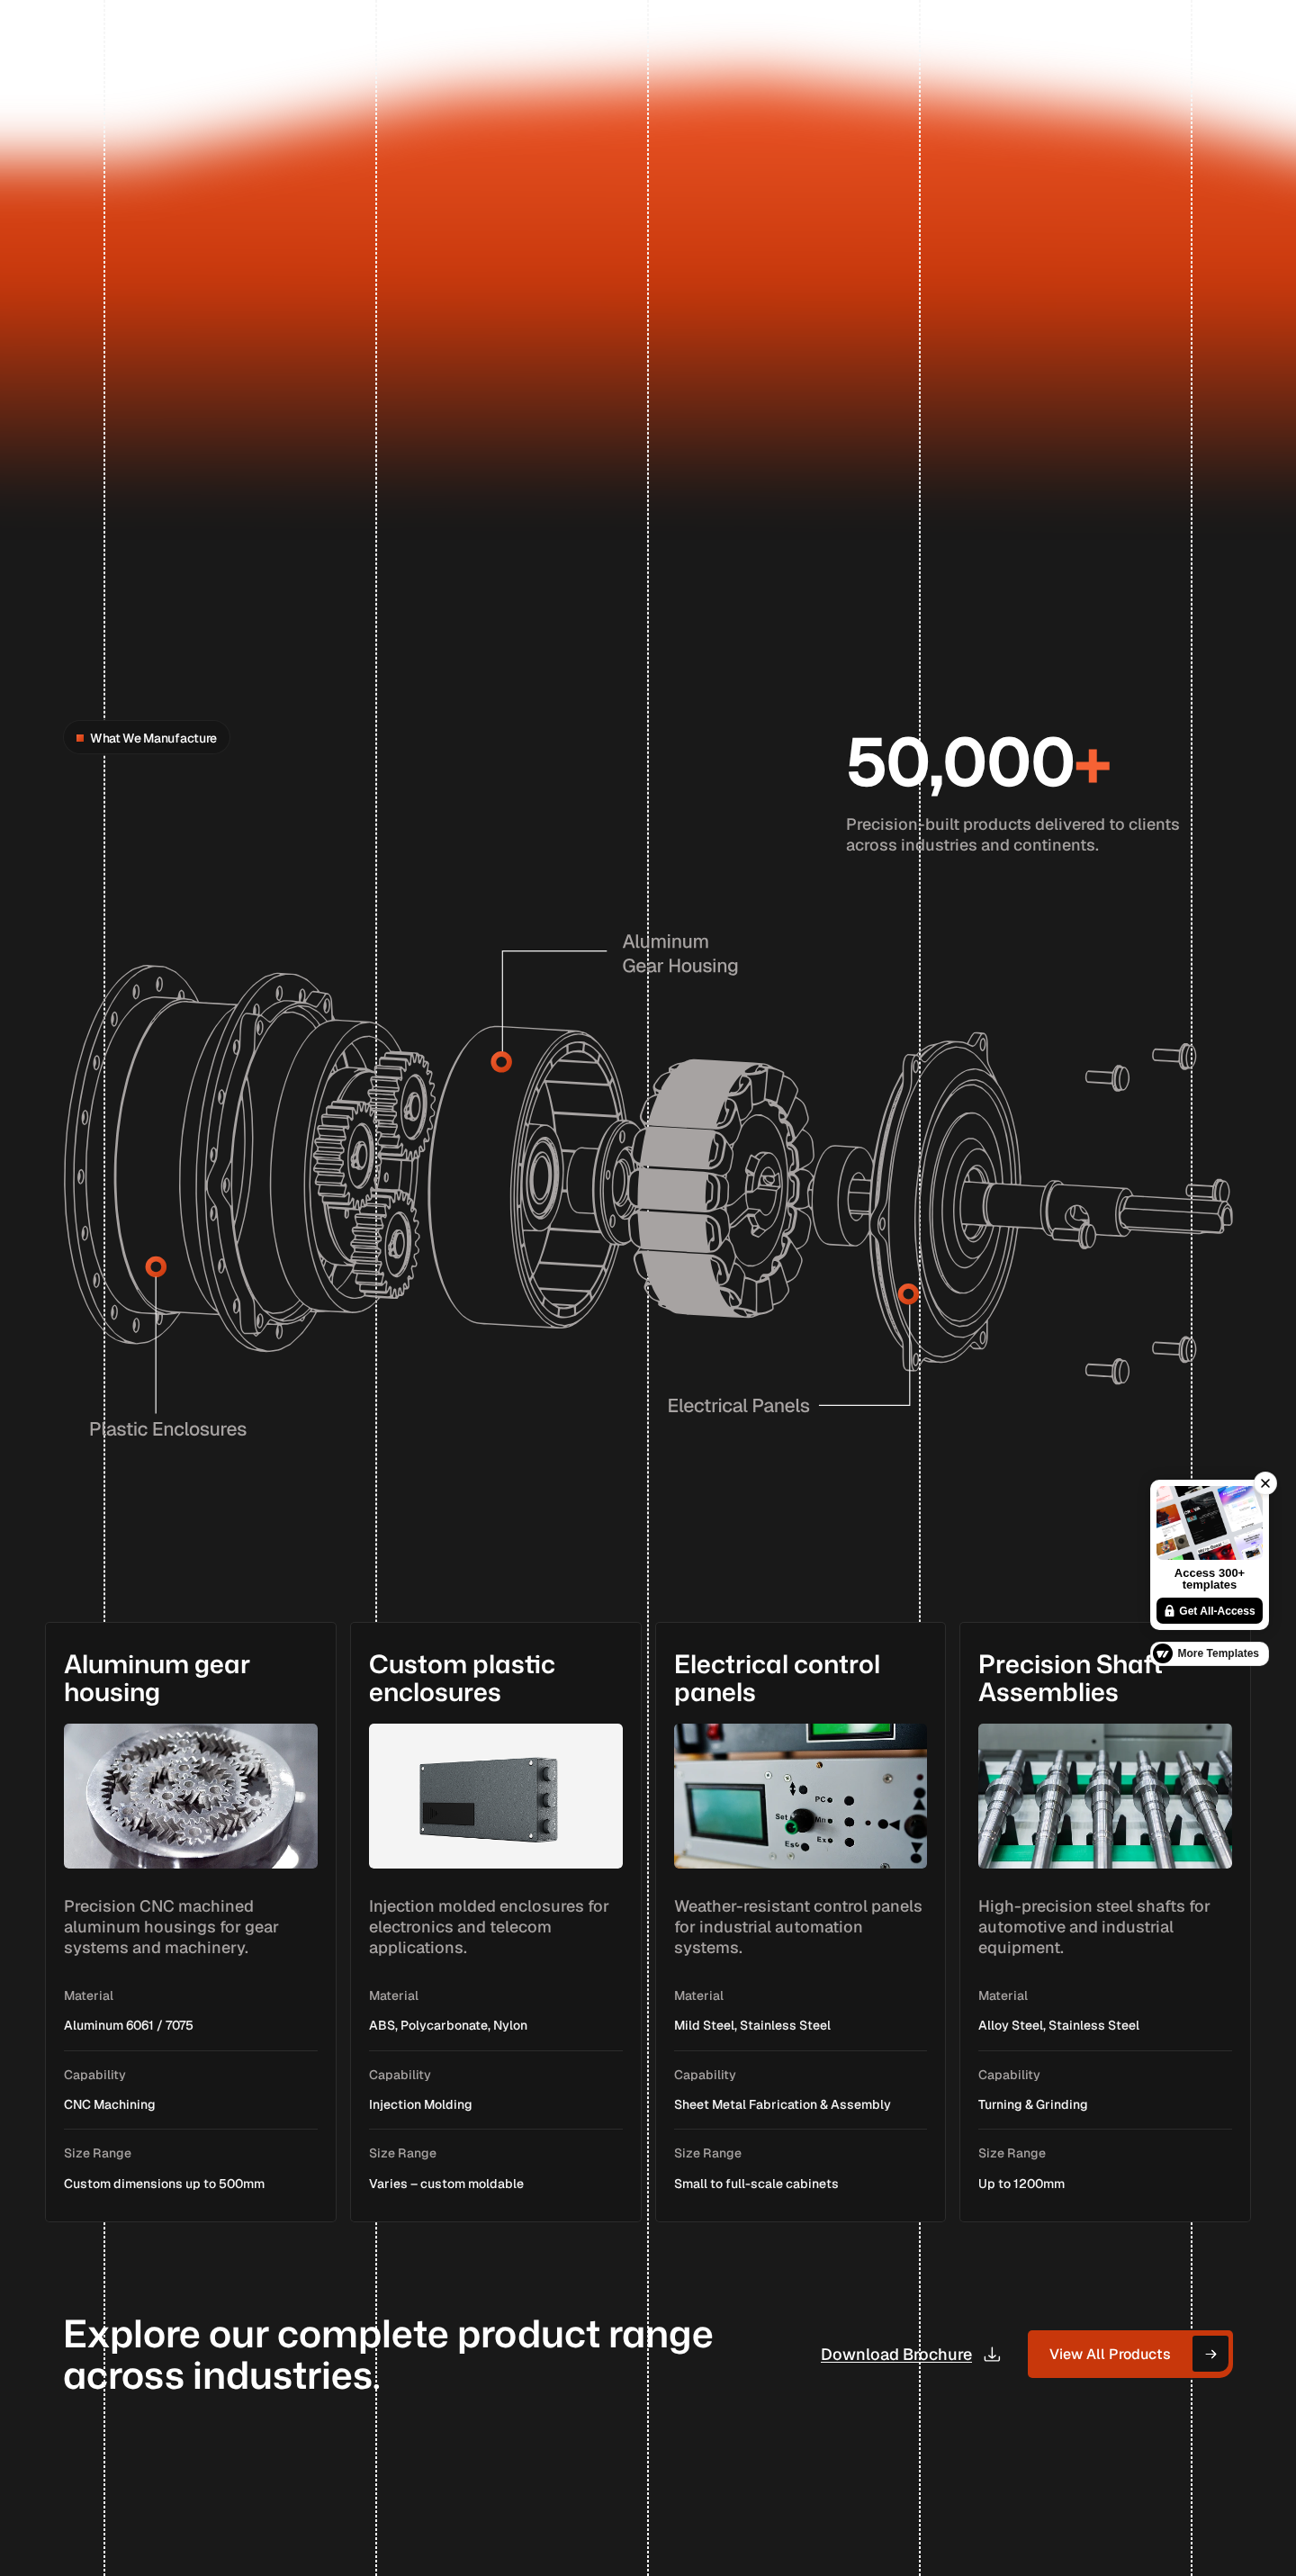 What We Manufacture
50,000+
Precision-built products delivered to clients
across industries and continents.
Aluminum
Gear Housing
Plastic Enclosures
Electrical Panels
Access 300+
templates
Get All-Access
More Templates
Aluminum gear
housing
Precision CNC machined
aluminum housings for gear
systems and machinery.
Material
Aluminum 6061 / 7075
Capability
CNC Machining
Size Range
Custom dimensions up to 500mm
Custom plastic
enclosures
Injection molded enclosures for
electronics and telecom
applications.
Material
ABS, Polycarbonate, Nylon
Capability
Injection Molding
Size Range
Varies – custom moldable
Electrical control
panels
PC
Set
Mn
Esc
Ex
Weather-resistant control panels
for industrial automation
systems.
Material
Mild Steel, Stainless Steel
Capability
Sheet Metal Fabrication & Assembly
Size Range
Small to full-scale cabinets
Precision Shaft
Assemblies
High-precision steel shafts for
automotive and industrial
equipment.
Material
Alloy Steel, Stainless Steel
Capability
Turning & Grinding
Size Range
Up to 1200mm
Explore our complete product range
across industries.
Download Brochure
View All Products